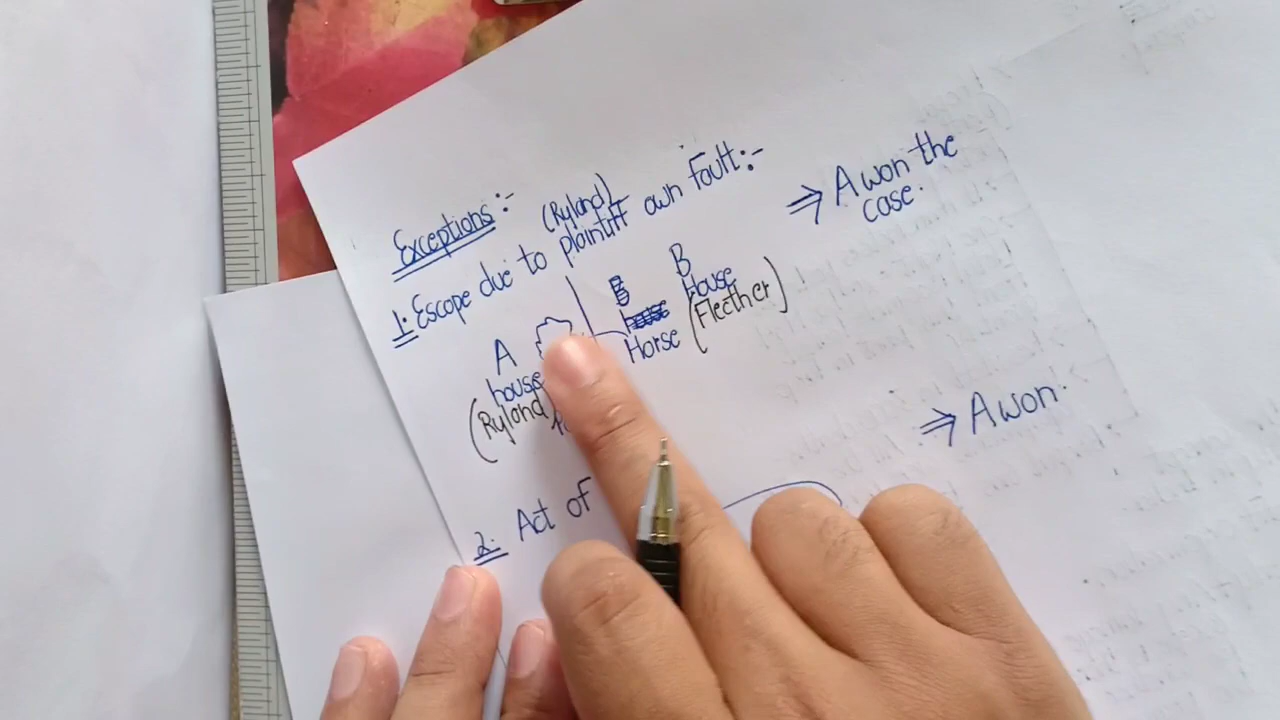 Exceptions :-
(Ryland)
1:- Escape due to plaintiff own fault:-
⇒ A won the
case.
B
House
(Flecther)
Horse
A
house
(Ryland
⇒ A won.
2:- Act of